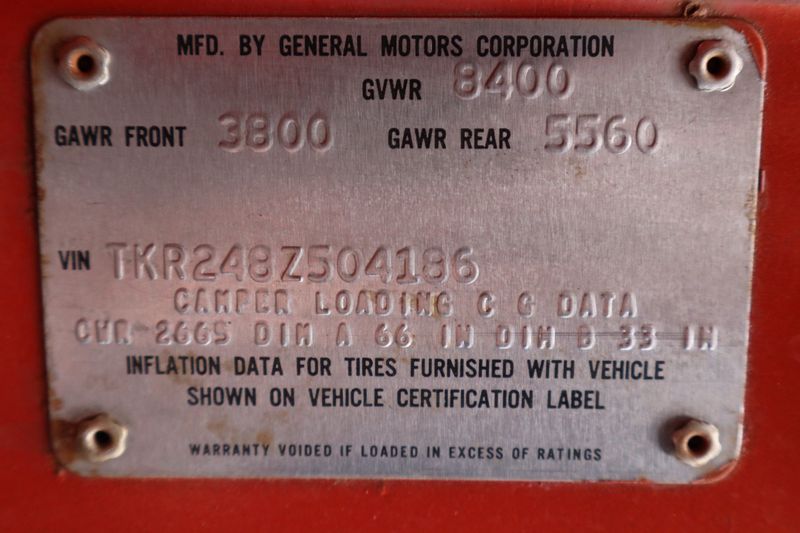 MFD. BY GENERAL MOTORS CORPORATION
GVWR 8400
GAWR FRONT 3800 GAWR REAR 5560
VIN TKR248Z504186
CAMPER LOADING C G DATA
CWR 2665 DIM A 66 IN DIM B 33 IN
INFLATION DATA FOR TIRES FURNISHED WITH VEHICLE
SHOWN ON VEHICLE CERTIFICATION LABEL
WARRANTY VOIDED IF LOADED IN EXCESS OF RATINGS